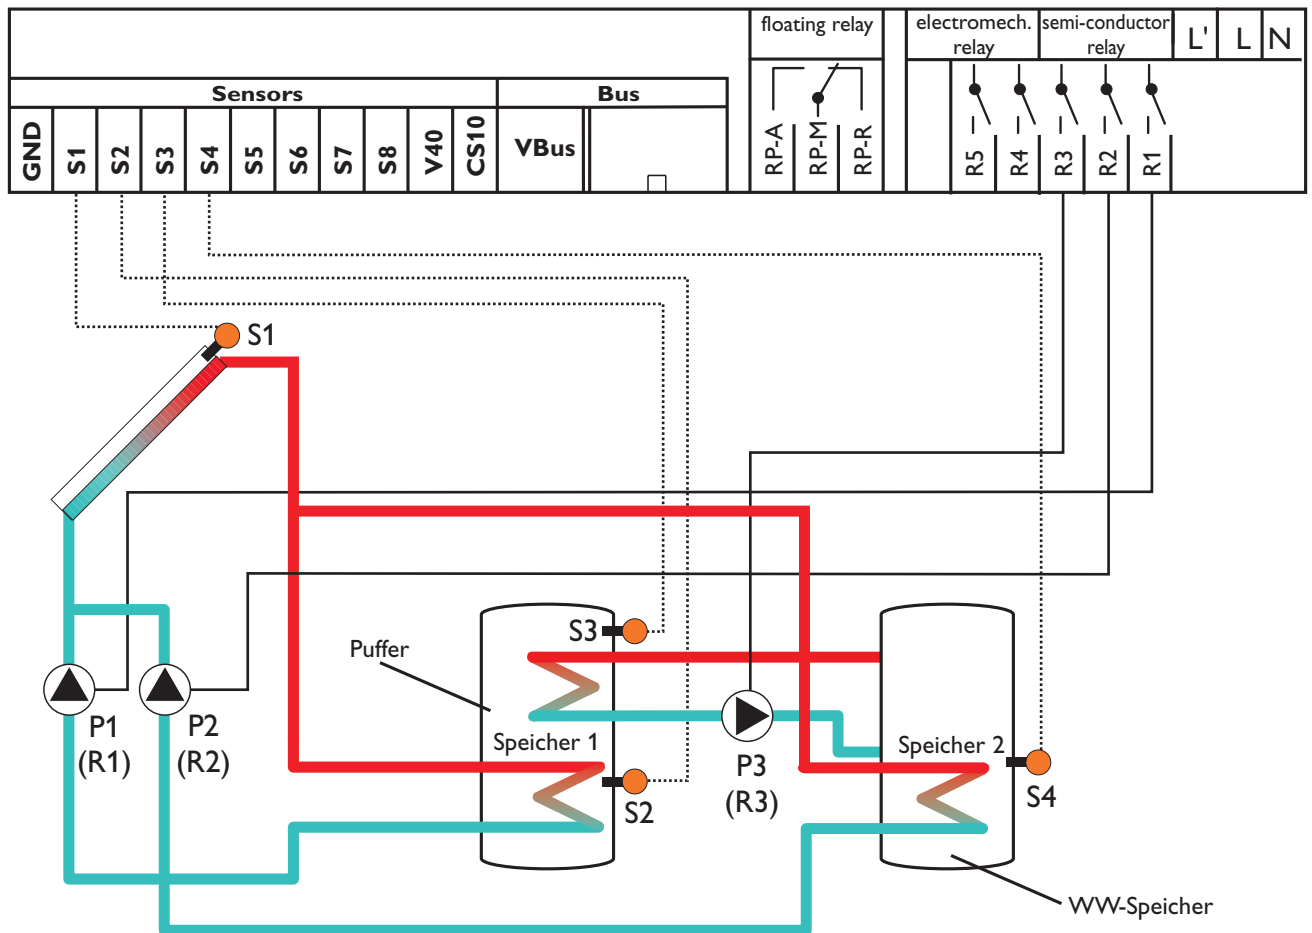 floating relay
electromech.
relay
semi-conductor
relay
L'
L
N
Sensors
Bus
GND
S1
S2
S3
S4
S5
S6
S7
S8
V40
CS10
VBus
RP-A
RP-M
RP-R
R5
R4
R3
R2
R1
S1
S3
Puffer
P1
(R1)
P2
(R2)
Speicher 1
Speicher 2
P3
(R3)
S2
S4
WW-Speicher